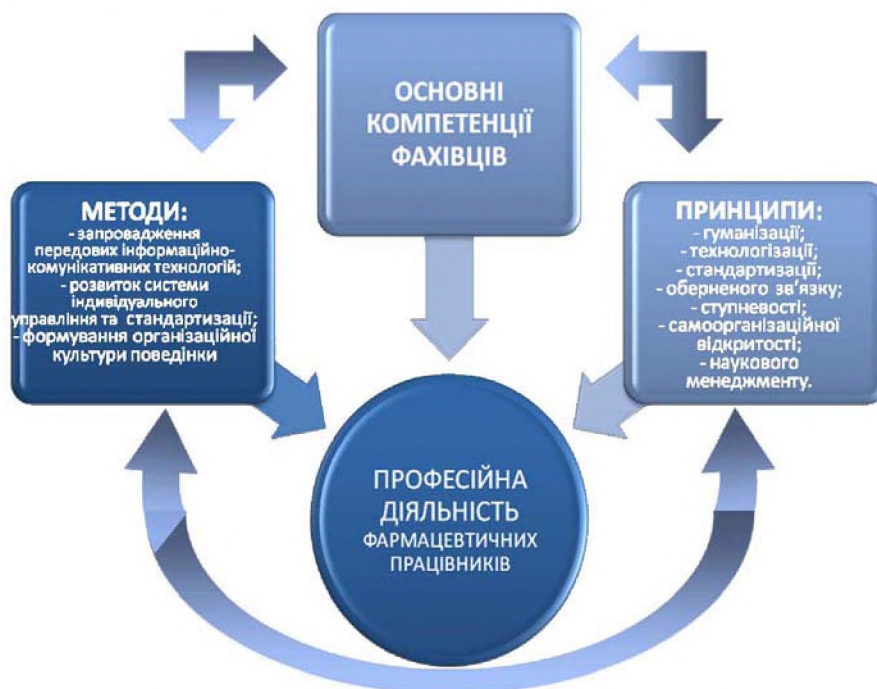 ОСНОВНІ
КОМПЕТЕНЦІЇ
ФАХІВЦІВ
МЕТОДИ:
- запровадження
передових інформаційно-
комунікативних технологій;
- розвиток системи
індивідуального
управління та стандартизації;
- формування організаційної
культури поведінки
ПРИНЦИПИ:
- гуманізації;
- технологізації;
- стандартизації;
- оберненого зв’язку;
- ступневості;
- самоорганізаційної
відкритості;
- наукового
менеджменту.
ПРОФЕСІЙНА
ДІЯЛЬНІСТЬ
ФАРМАЦЕВТИЧНИХ
ПРАЦІВНИКІВ